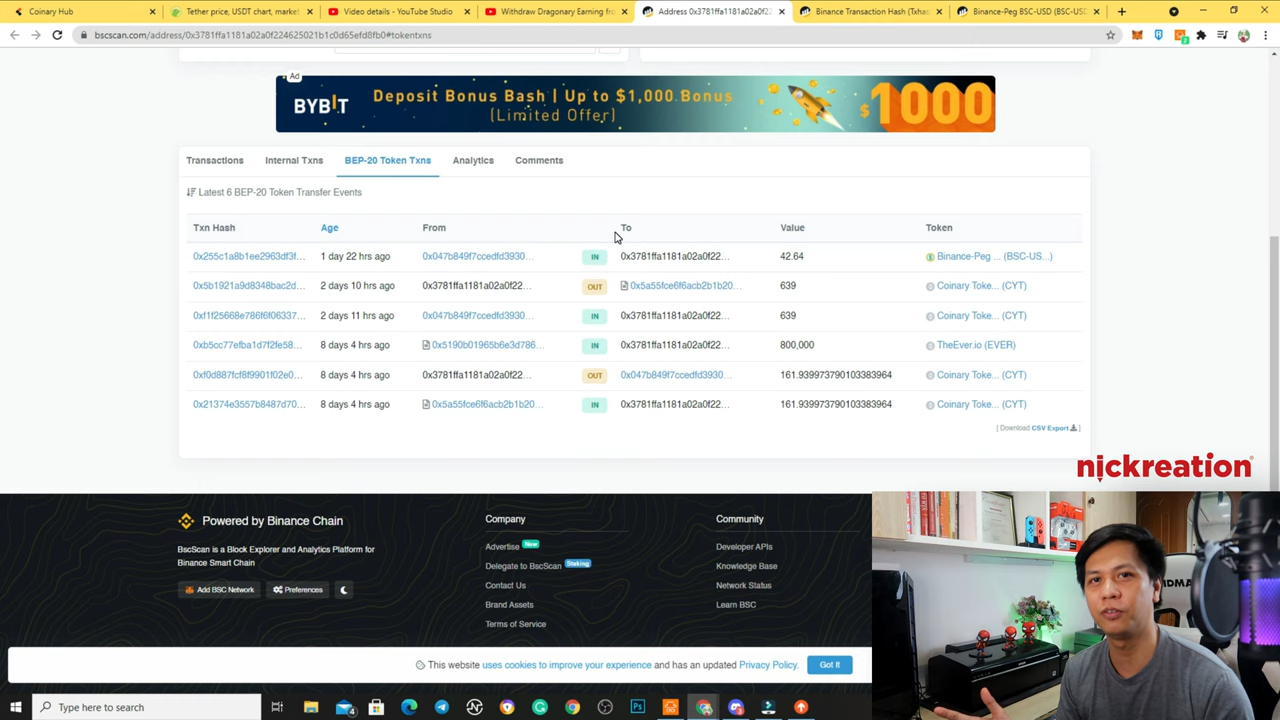 Coinary Hub
Tether price, USDT chart, market
Video details - YouTube Studio
Withdraw Dragonary Earning from
Address 0x3781ffa1181a02a0f22
Binance Transaction Hash (Txhas
Binance-Peg BSC-USD (BSC-US
bscscan.com/address/0x3781ffa1181a02a0f224625021b1c0d65efd8fb0#tokentxns
Ad
BYBIT
Deposit Bonus Bash | Up to $1,000 Bonus
(Limited Offer)
$1000
Transactions
Internal Txns
BEP-20 Token Txns
Analytics
Comments
Latest 6 BEP-20 Token Transfer Events
Txn Hash Age From To Value Token
0x255c1a8b1ee2963df3f... 1 day 22 hrs ago 0x047b849f7ccedfd3930... IN 0x3781ffa1181a02a0f22... 42.64 Binance-Peg ... (BSC-US...)
0x5b1921a9d8348bac2d... 2 days 10 hrs ago 0x3781ffa1181a02a0f22... OUT 0x5a55fce6f6acb2b1b20... 639 Coinary Toke... (CYT)
0xf1f25668e786f6f06337... 2 days 11 hrs ago 0x047b849f7ccedfd3930... IN 0x3781ffa1181a02a0f22... 639 Coinary Toke... (CYT)
0xb5cc77efba1d7f2fe58... 8 days 4 hrs ago 0x5190b01965b6e3d786... IN 0x3781ffa1181a02a0f22... 800,000 TheEver.io (EVER)
0xf0d887fcf8f9901f02e0... 8 days 4 hrs ago 0x3781ffa1181a02a0f22... OUT 0x047b849f7ccedfd3930... 161.939973790103383964 Coinary Toke... (CYT)
0x21374e3557b8487d70... 8 days 4 hrs ago 0x5a55fce6f6acb2b1b20... IN 0x3781ffa1181a02a0f22... 161.939973790103383964 Coinary Toke... (CYT)
[ Download CSV Export ]
nickreation
Powered by Binance Chain
BscScan is a Block Explorer and Analytics Platform for
Binance Smart Chain
Add BSC Network
Preferences
Company
Advertise New
Delegate to BscScan Staking
Contact Us
Brand Assets
Terms of Service
Community
Developer APIs
Knowledge Base
Network Status
Learn BSC
This website uses cookies to improve your experience and has an updated Privacy Policy.
Got It
Type here to search